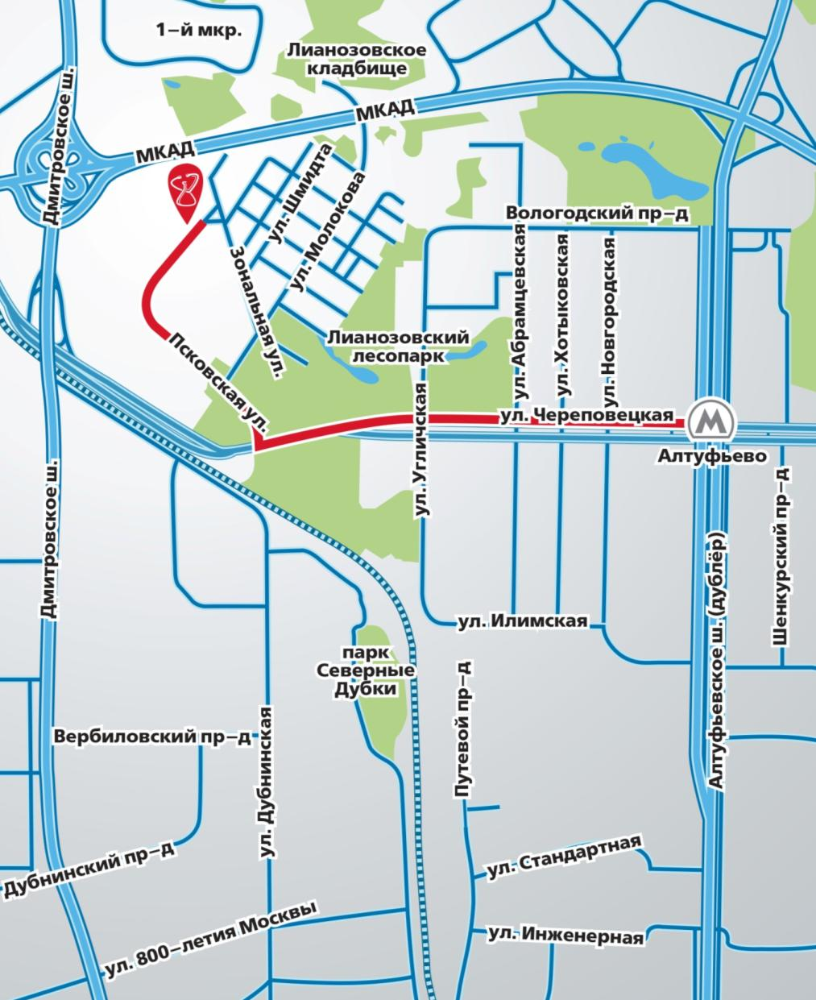 1-й мкр.
Лианозовское
кладбище
МКАД
МКАД
Дмитровское ш.
ул. Шмидта
ул. Молокова
Вологодский пр-д
Зональная ул.
ул. Абрамцевская
ул. Хотыковская
ул. Новгородская
Лианозовский
лесопарк
Псковская ул.
ул. Угличская
ул. Череповецкая
М
Алтуфьево
Дмитровское ш.
Шенкурский пр-д
Алтуфьевское ш. (дублёр)
ул. Илимская
парк
Северные
Дубки
Путевой пр-д
Вербиловский пр-д
ул. Дубнинская
Дубнинский пр-д
ул. Стандартная
ул. 800-летия Москвы
ул. Инженерная